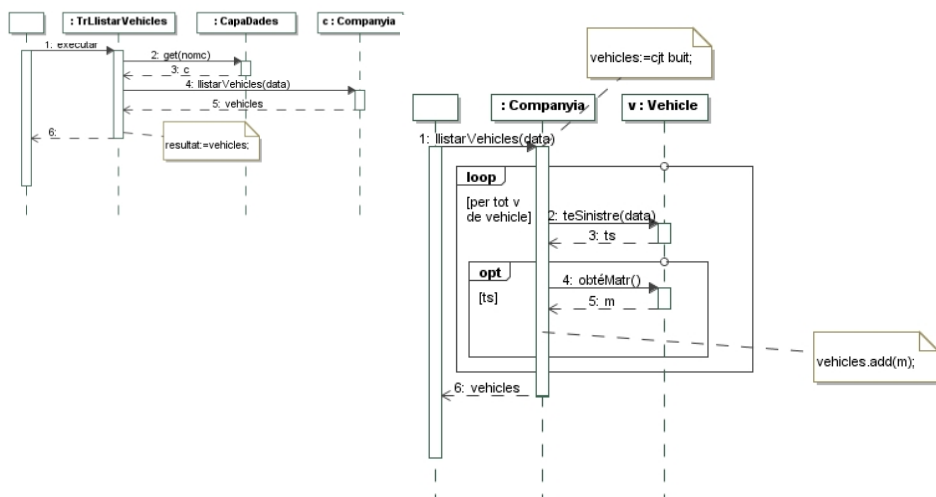 : TrLlistarVehicles
: CapaDades
c : Companyia
1: executar
2: get(nomc)
3: c
4: llistarVehicles(data)
5: vehicles
6:
resultat:=vehicles;
vehicles:=cjt buit;
: Companyia
v : Vehicle
1: llistarVehicles(data)
loop
[per tot v
de vehicle]
2: teSinistre(data)
3: ts
opt
[ts]
4: obtéMatr()
5: m
vehicles.add(m);
6: vehicles